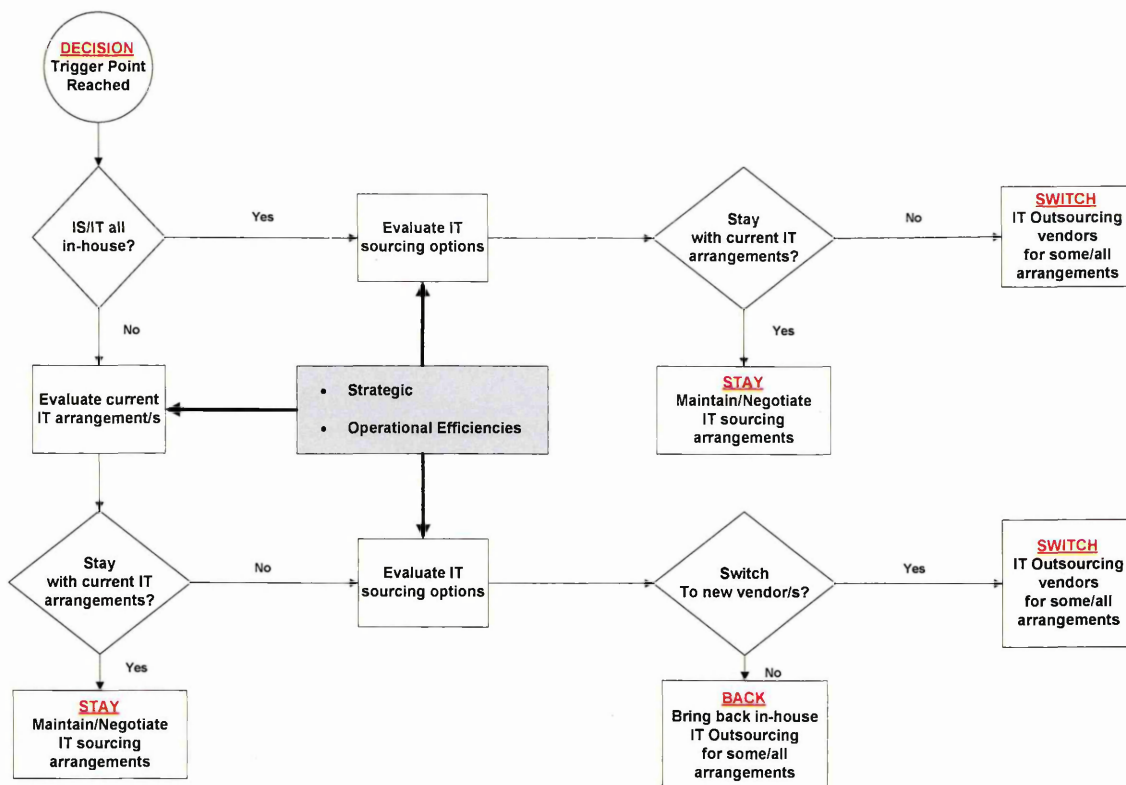 DECISION
Trigger Point
Reached
IS/IT all
in-house?
Yes
Evaluate IT
sourcing options
Stay
with current IT
arrangements?
No
SWITCH
IT Outsourcing
vendors
for some/all
arrangements
No
Yes
Evaluate current
IT arrangement/s
• Strategic
• Operational Efficiencies
STAY
Maintain/Negotiate
IT sourcing
arrangements
Stay
with current IT
arrangements?
No
Evaluate IT
sourcing options
Switch
To new vendor/s?
Yes
SWITCH
IT Outsourcing
vendors
for some/all
arrangements
Yes
No
STAY
Maintain/Negotiate
IT sourcing
arrangements
BACK
Bring back in-house
IT Outsourcing
for some/all
arrangements